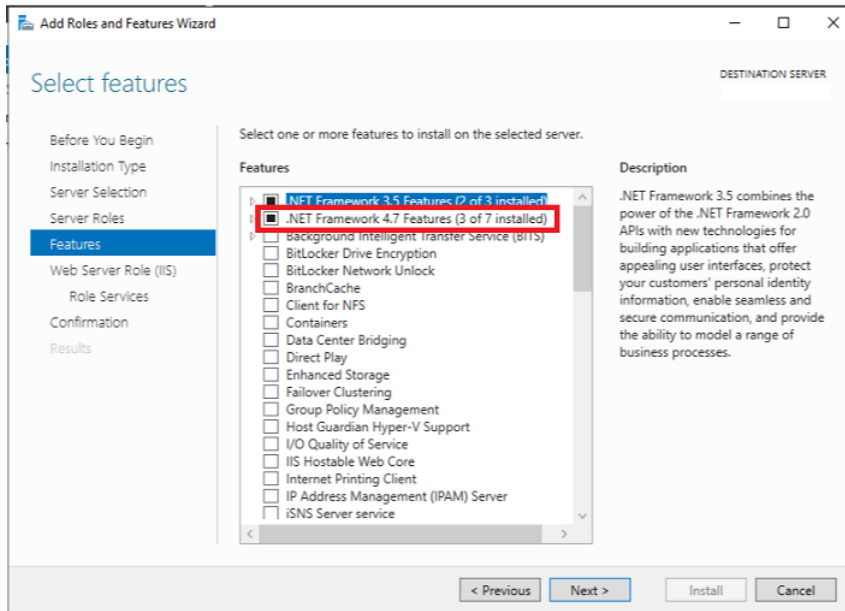 Add Roles and Features Wizard
Select features
DESTINATION SERVER
Before You Begin
Installation Type
Server Selection
Server Roles
Features
Web Server Role (IIS)
Role Services
Confirmation
Results
Select one or more features to install on the selected server.
Features
.NET Framework 3.5 Features (2 of 3 installed)
.NET Framework 4.7 Features (3 of 7 installed)
Background Intelligent Transfer Service (BITS)
BitLocker Drive Encryption
BitLocker Network Unlock
BranchCache
Client for NFS
Containers
Data Center Bridging
Direct Play
Enhanced Storage
Failover Clustering
Group Policy Management
Host Guardian Hyper-V Support
I/O Quality of Service
IIS Hostable Web Core
Internet Printing Client
IP Address Management (IPAM) Server
iSNS Server service
Description
.NET Framework 3.5 combines the
power of the .NET Framework 2.0
APIs with new technologies for
building applications that offer
appealing user interfaces, protect
your customers' personal identity
information, enable seamless and
secure communication, and provide
the ability to model a range of
business processes.
< Previous
Next >
Install
Cancel